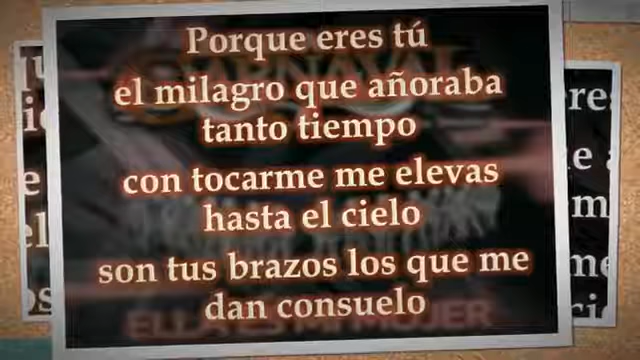 Porque eres tú
el milagro que añoraba
tanto tiempo
con tocarme me elevas
hasta el cielo
son tus brazos los que me
dan consuelo
CARNAVAL
ELLA ES MI MUJER